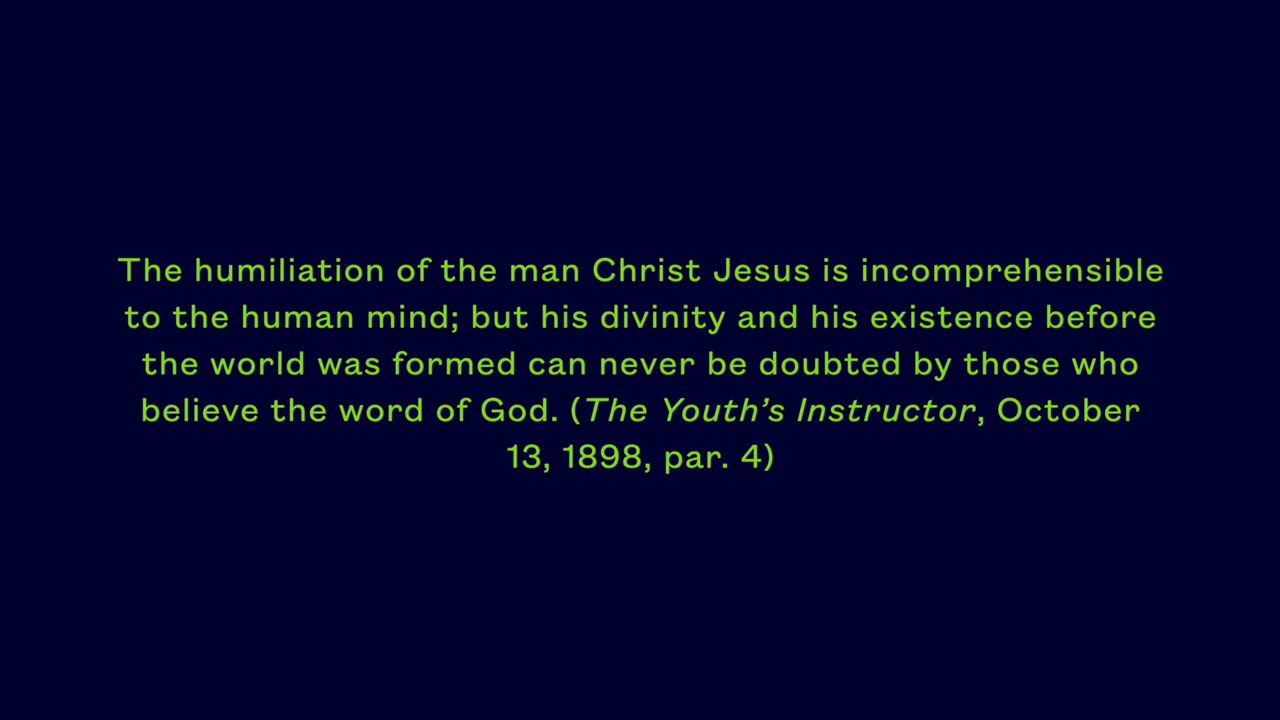 The humiliation of the man Christ Jesus is incomprehensible
to the human mind; but his divinity and his existence before
the world was formed can never be doubted by those who
believe the word of God. (The Youth’s Instructor, October
13, 1898, par. 4)